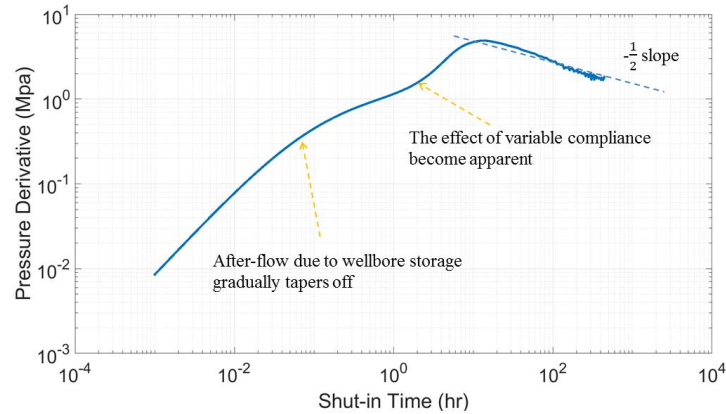 10^1
10^0
10^-1
10^-2
10^-3
Pressure Derivative (Mpa)
-1/2 slope
The effect of variable compliance
become apparent
After-flow due to wellbore storage
gradually tapers off
10^-4
10^-2
10^0
10^2
10^4
Shut-in Time (hr)